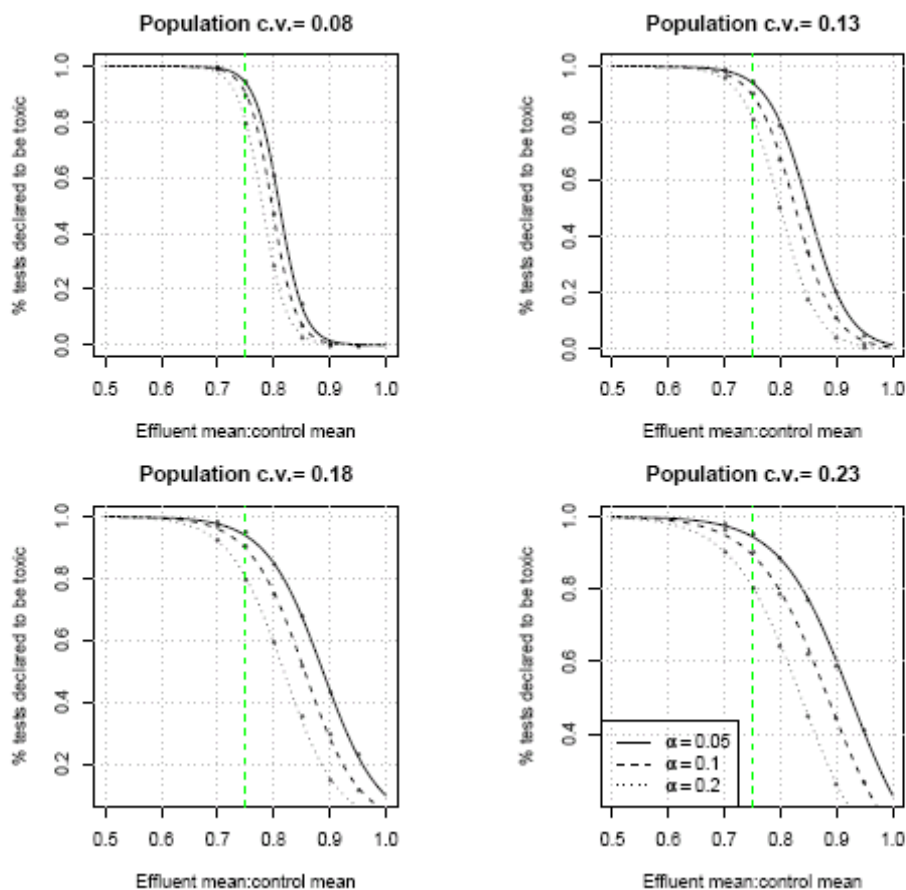 Population c.v.= 0.08
% tests declared to be toxic
1.0
0.8
0.6
0.4
0.2
0.0
0.5 0.6 0.7 0.8 0.9 1.0
Effluent mean:control mean
Population c.v.= 0.13
% tests declared to be toxic
1.0
0.8
0.6
0.4
0.2
0.0
0.5 0.6 0.7 0.8 0.9 1.0
Effluent mean:control mean
Population c.v.= 0.18
% tests declared to be toxic
1.0
0.8
0.6
0.4
0.2
0.5 0.6 0.7 0.8 0.9 1.0
Effluent mean:control mean
Population c.v.= 0.23
% tests declared to be toxic
1.0
0.8
0.6
0.4
α = 0.05
α = 0.1
α = 0.2
0.5 0.6 0.7 0.8 0.9 1.0
Effluent mean:control mean